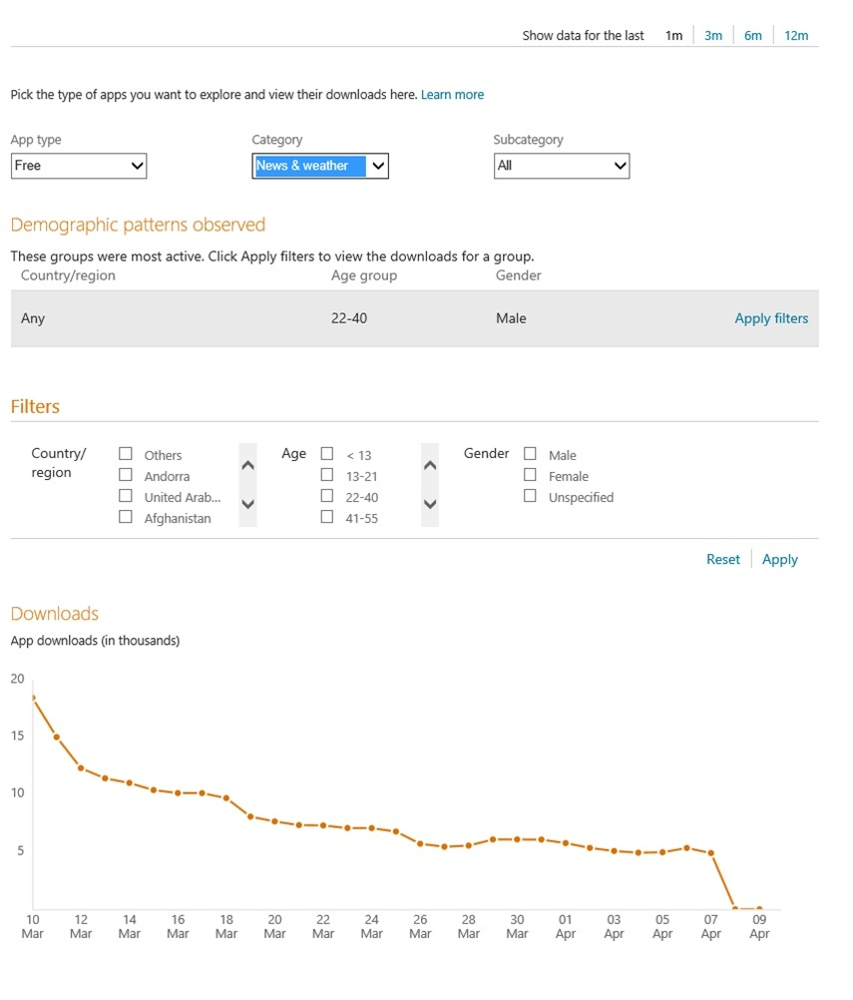 Show data for the last 1m 3m 6m 12m
Pick the type of apps you want to explore and view their downloads here. Learn more
App type Category Subcategory
Free News & weather All
Demographic patterns observed
These groups were most active. Click Apply filters to view the downloads for a group.
Country/region Age group Gender
Any 22-40 Male Apply filters
Filters
Country/ region
Others
Andorra
United Arab...
Afghanistan
Age
< 13
13-21
22-40
41-55
Gender
Male
Female
Unspecified
Reset Apply
Downloads
App downloads (in thousands)
20
15
10
5
10 12 14 16 18 20 22 24 26 28 30 01 03 05 07 09
Mar Mar Mar Mar Mar Mar Mar Mar Mar Mar Mar Apr Apr Apr Apr Apr